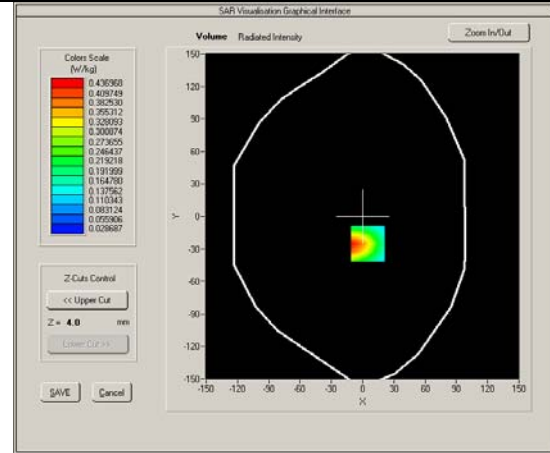 SAR Visualisation Graphical Interface
Volume Radiated Intensity
Zoom In/Out
Colors Scale
(W/kg)
0.436968
0.409749
0.382530
0.355312
0.328093
0.300874
0.273655
0.246437
0.219218
0.191999
0.164780
0.137562
0.110343
0.083124
0.055906
0.028687
Z-Cuts Control
<< Upper Cut
Z = 4.0 mm
Lower Cut >>
SAVE Cancel
150
120
90
60
30
0
-30
-60
-90
-120
-150
Y
-150 -120 -90 -60 -30 0 30 60 90 120 150
X